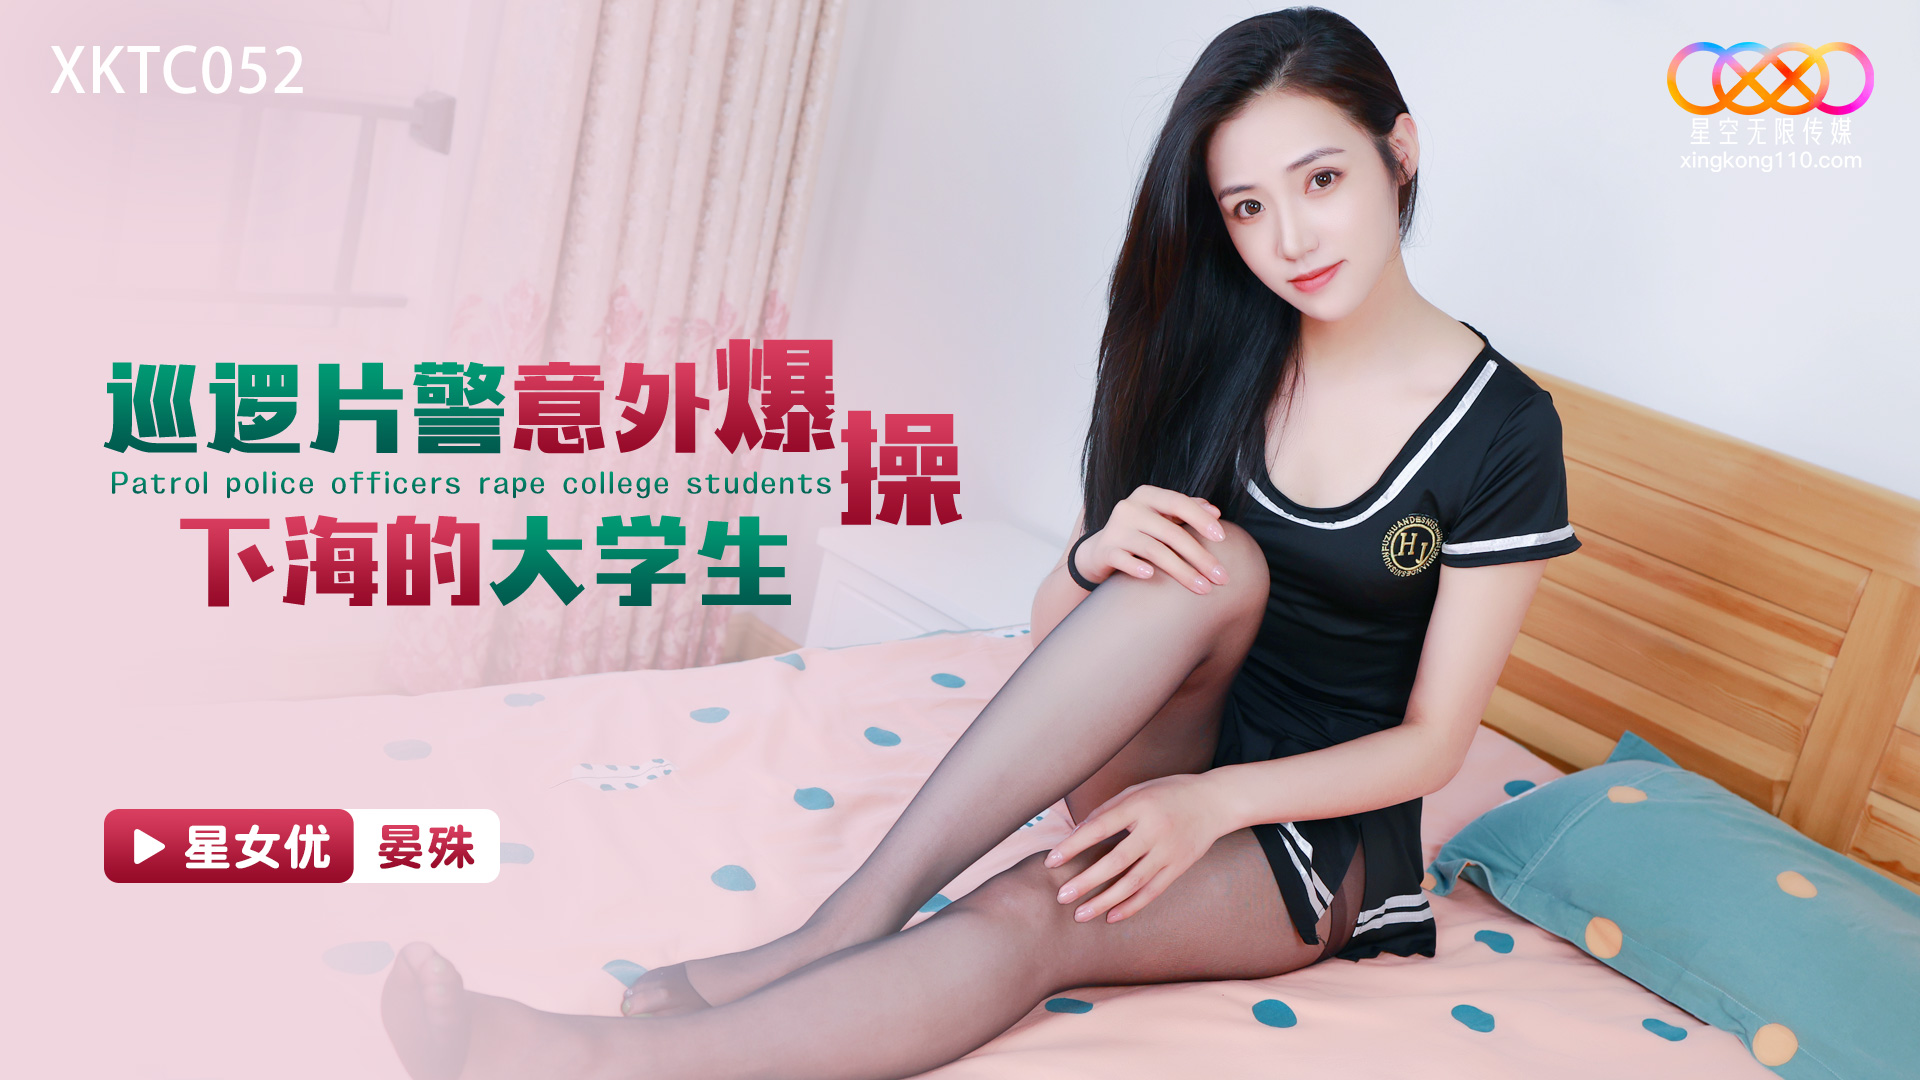 XKTC052
星空无限传媒
xingkong110.com
巡逻片警意外爆操
Patrol police officers rape college students
下海的大学生
星女优 晏殊
HJ